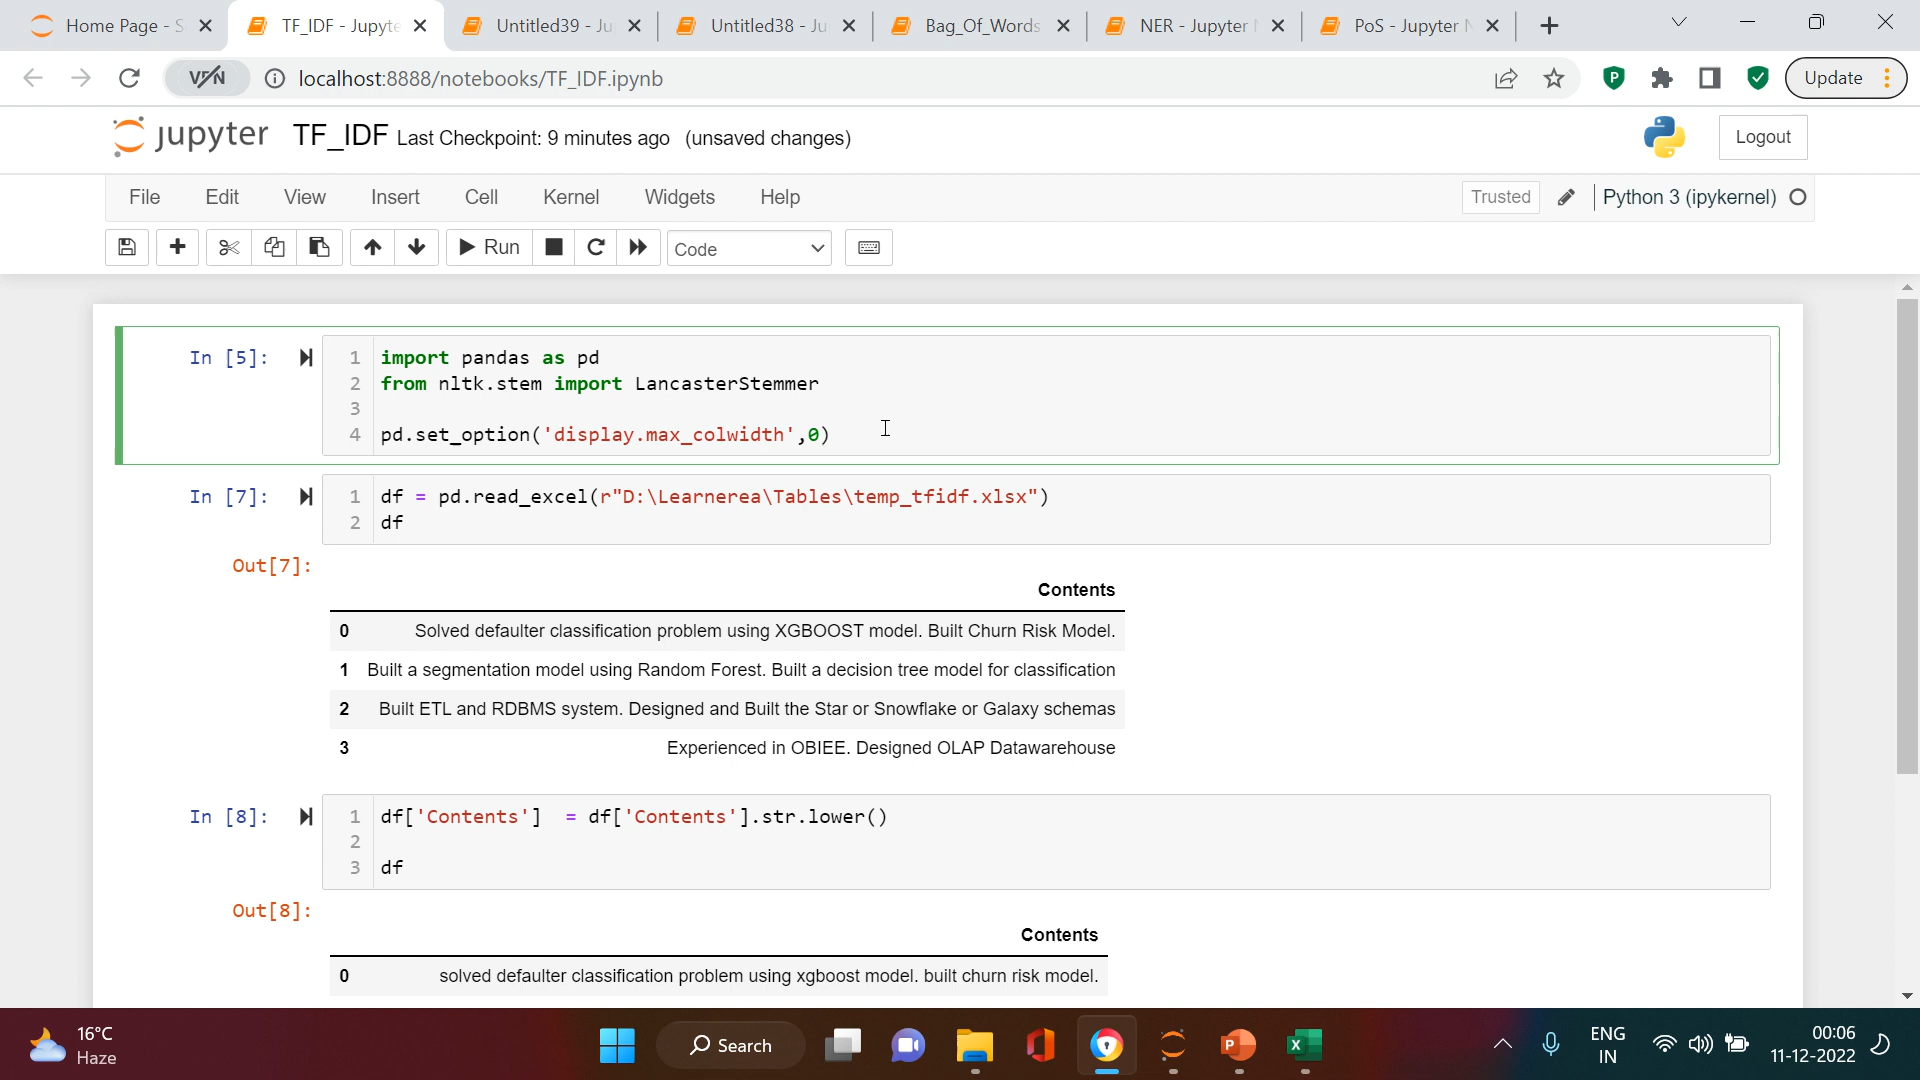 Home Page - S
TF_IDF - Jupyte
Untitled39 - Ju
Untitled38 - Ju
Bag_Of_Words
NER - Jupyter
PoS - Jupyter N
VPN
localhost:8888/notebooks/TF_IDF.ipynb
Update
jupyter TF_IDF Last Checkpoint: 9 minutes ago (unsaved changes)
Logout
File Edit View Insert Cell Kernel Widgets Help
Trusted
Python 3 (ipykernel)
Run
Code
In [5]:
1 import pandas as pd
2 from nltk.stem import LancasterStemmer
3
4 pd.set_option('display.max_colwidth',0)
In [7]:
1 df = pd.read_excel(r"D:\Learnerea\Tables\temp_tfidf.xlsx")
2 df
Out[7]:
Contents
0 Solved defaulter classification problem using XGBOOST model. Built Churn Risk Model.
1 Built a segmentation model using Random Forest. Built a decision tree model for classification
2 Built ETL and RDBMS system. Designed and Built the Star or Snowflake or Galaxy schemas
3 Experienced in OBIEE. Designed OLAP Datawarehouse
In [8]:
1 df['Contents'] = df['Contents'].str.lower()
2
3 df
Out[8]:
Contents
0 solved defaulter classification problem using xgboost model. built churn risk model.
16°C
Haze
Search
ENG
IN
00:06
11-12-2022